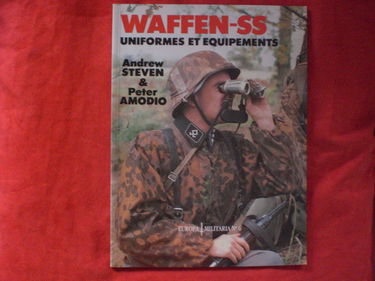 WAFFEN-SS
UNIFORMES ET EQUIPEMENTS
Andrew
STEVEN
&
Peter
AMODIO
EUROPA MILITARIA N°6